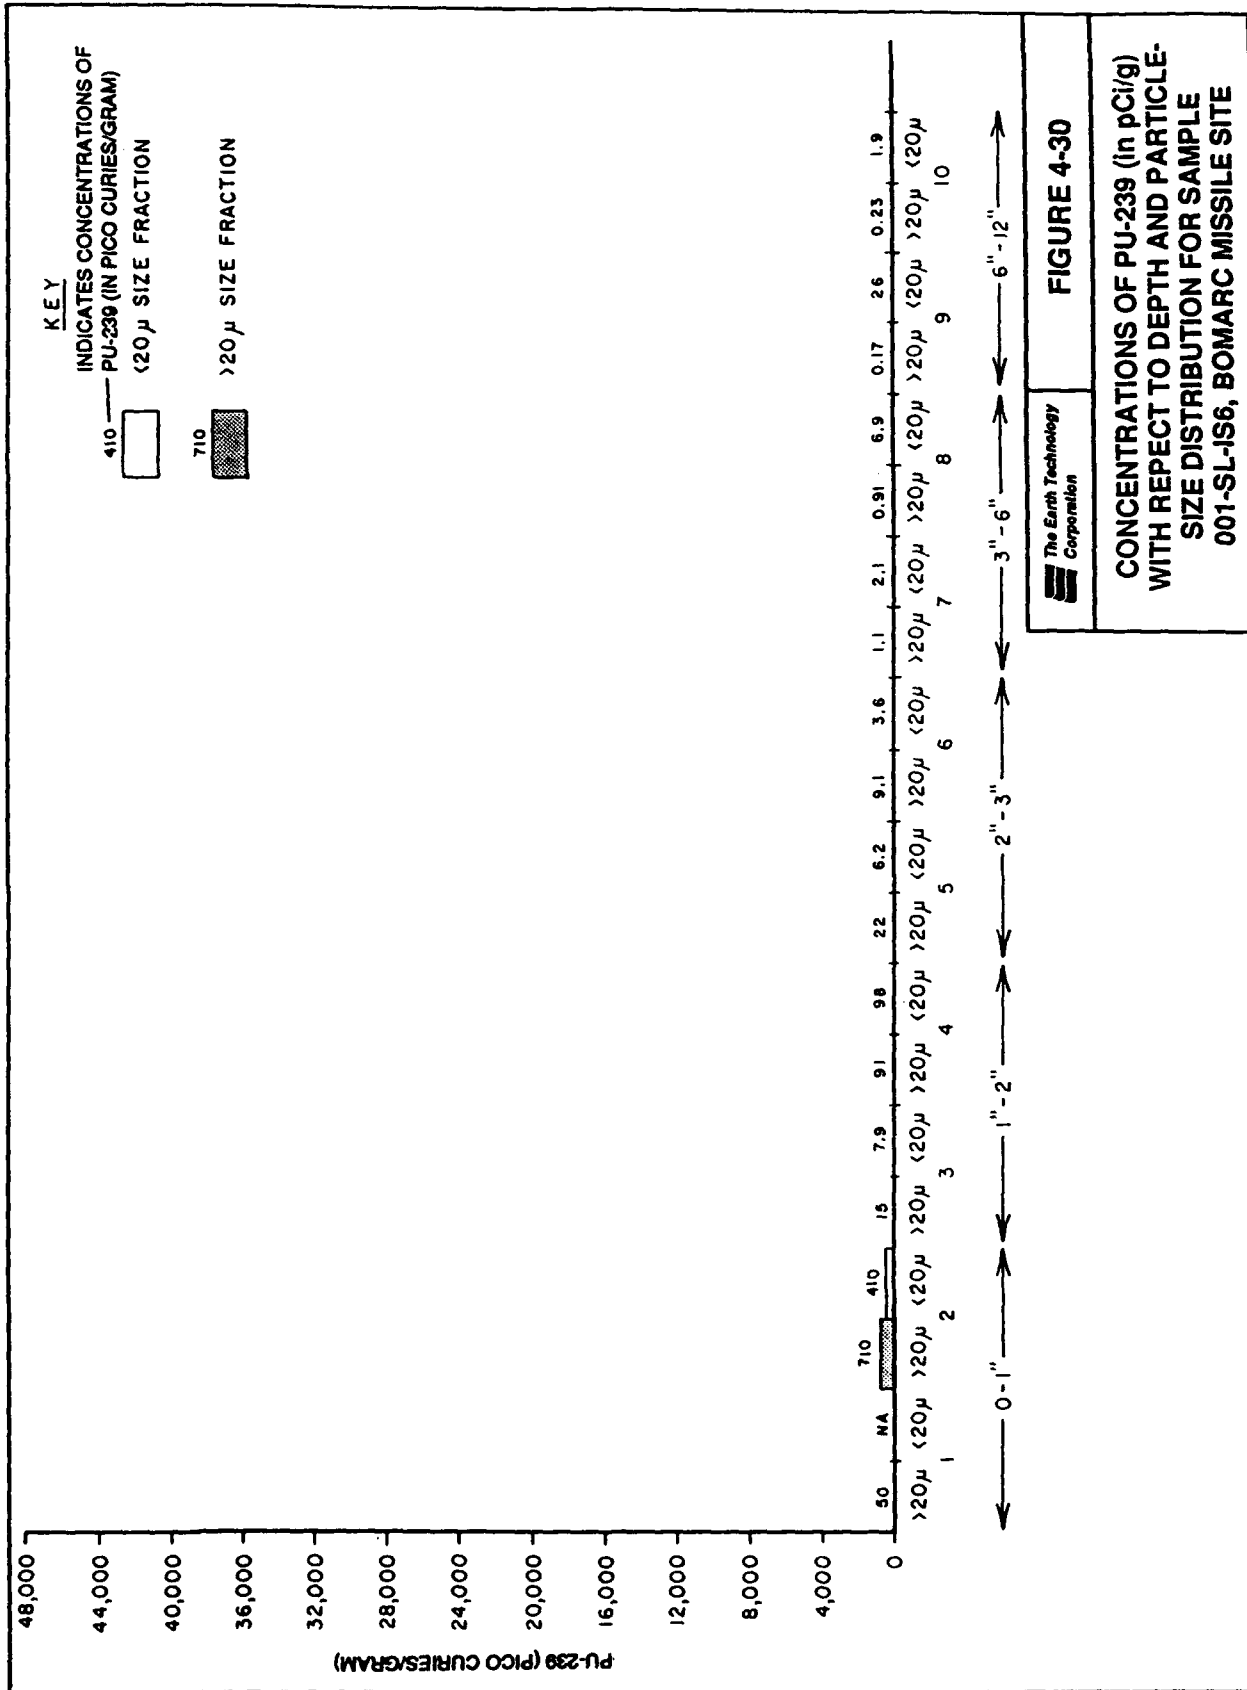 KEY
INDICATES CONCENTRATIONS OF
410 PU-239 (IN PICO CURIES/GRAM)
<20μ SIZE FRACTION
710
>20μ SIZE FRACTION
PU-239 (PICO CURIES/GRAM)
48,000
44,000
40,000
36,000
32,000
28,000
24,000
20,000
16,000
12,000
8,000
4,000
0
50 NA 710 410 15 7.9 91 98 22 6.2 9.1 3.6 1.1 2.1 0.91 6.9 0.17 26 0.23 1.9
>20μ <20μ >20μ <20μ >20μ <20μ >20μ <20μ >20μ <20μ >20μ <20μ >20μ <20μ >20μ <20μ >20μ <20μ >20μ <20μ
1 2 3 4 5 6 7 8 9 10
0-1" 1"-2" 2"-3" 3"-6" 6"-12"
The Earth Technology
Corporation
FIGURE 4-30
CONCENTRATIONS OF PU-239 (in pCi/g)
WITH REPECT TO DEPTH AND PARTICLE-
SIZE DISTRIBUTION FOR SAMPLE
001-SL-IS6, BOMARC MISSILE SITE